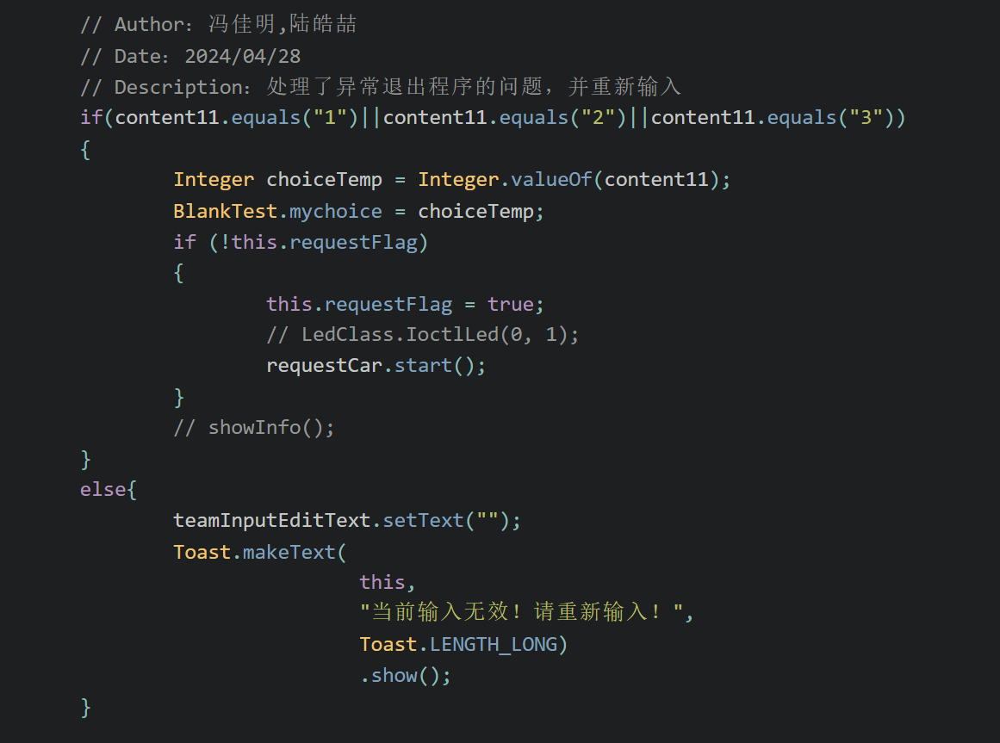 // Author：冯佳明,陆皓喆
// Date：2024/04/28
// Description：处理了异常退出程序的问题，并重新输入
if(content11.equals("1")||content11.equals("2")||content11.equals("3"))
{
Integer choiceTemp = Integer.valueOf(content11);
BlankTest.mychoice = choiceTemp;
if (!this.requestFlag)
{
this.requestFlag = true;
// LedClass.IoctlLed(0, 1);
requestCar.start();
}
// showInfo();
}
else{
teamInputEditText.setText("");
Toast.makeText(
this,
"当前输入无效！请重新输入！",
Toast.LENGTH_LONG)
.show();
}